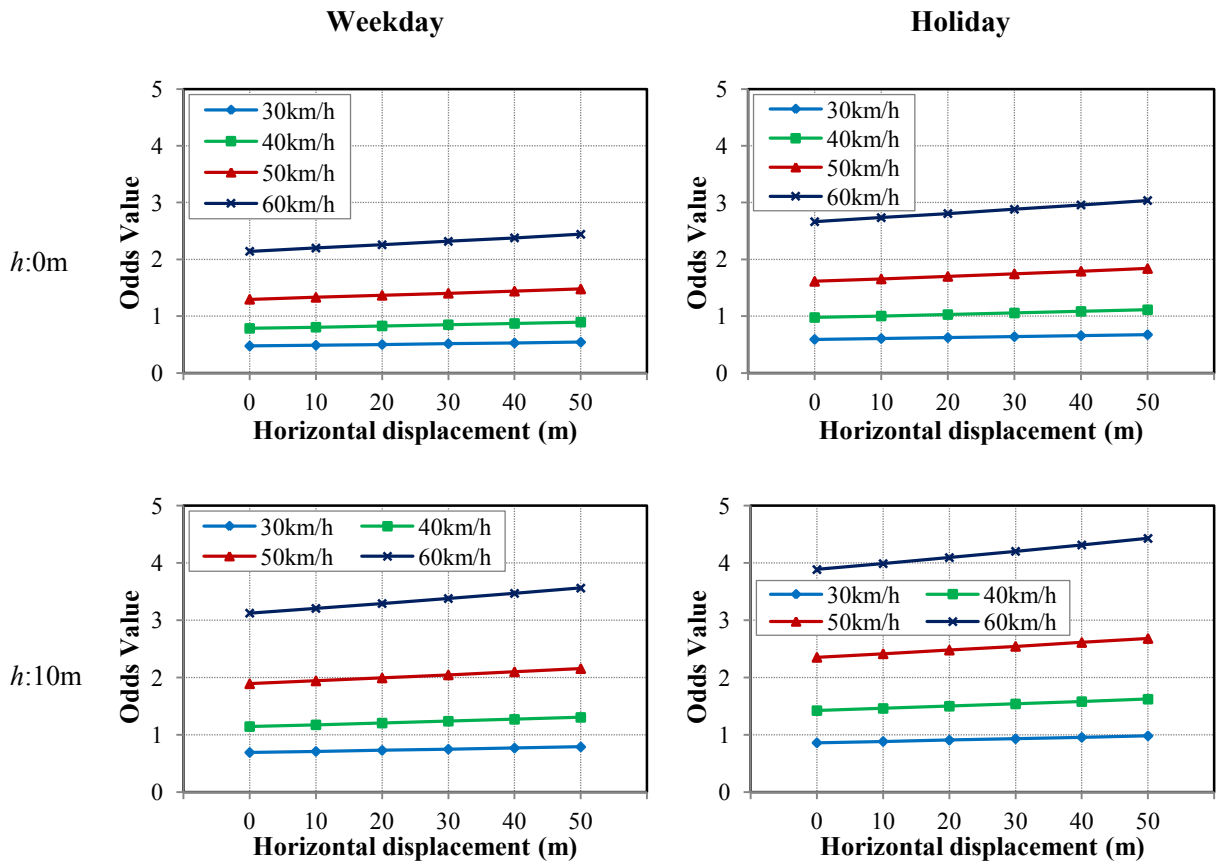 Weekday
Holiday
h:0m
Odds Value
5
4
3
2
1
0
30km/h
40km/h
50km/h
60km/h
0 10 20 30 40 50
Horizontal displacement (m)
Odds Value
5
4
3
2
1
0
30km/h
40km/h
50km/h
60km/h
0 10 20 30 40 50
Horizontal displacement (m)
h:10m
Odds Value
5
4
3
2
1
0
30km/h 40km/h
50km/h 60km/h
0 10 20 30 40 50
Horizontal displacement (m)
Odds Value
5
4
3
2
1
0
30km/h 40km/h
50km/h 60km/h
0 10 20 30 40 50
Horizontal displacement (m)